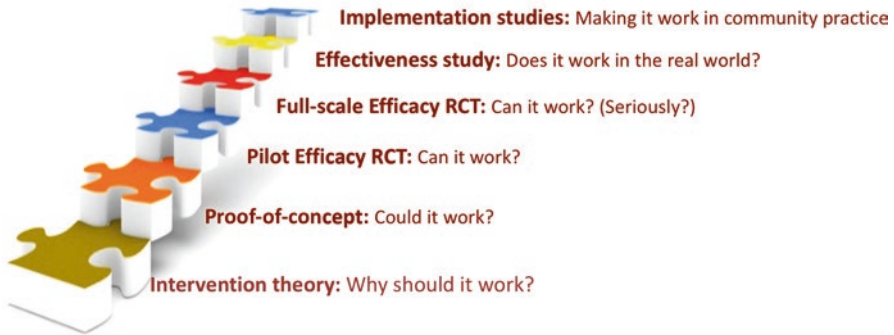 Implementation studies: Making it work in community practice
Effectiveness study: Does it work in the real world?
Full-scale Efficacy RCT: Can it work? (Seriously?)
Pilot Efficacy RCT: Can it work?
Proof-of-concept: Could it work?
Intervention theory: Why should it work?